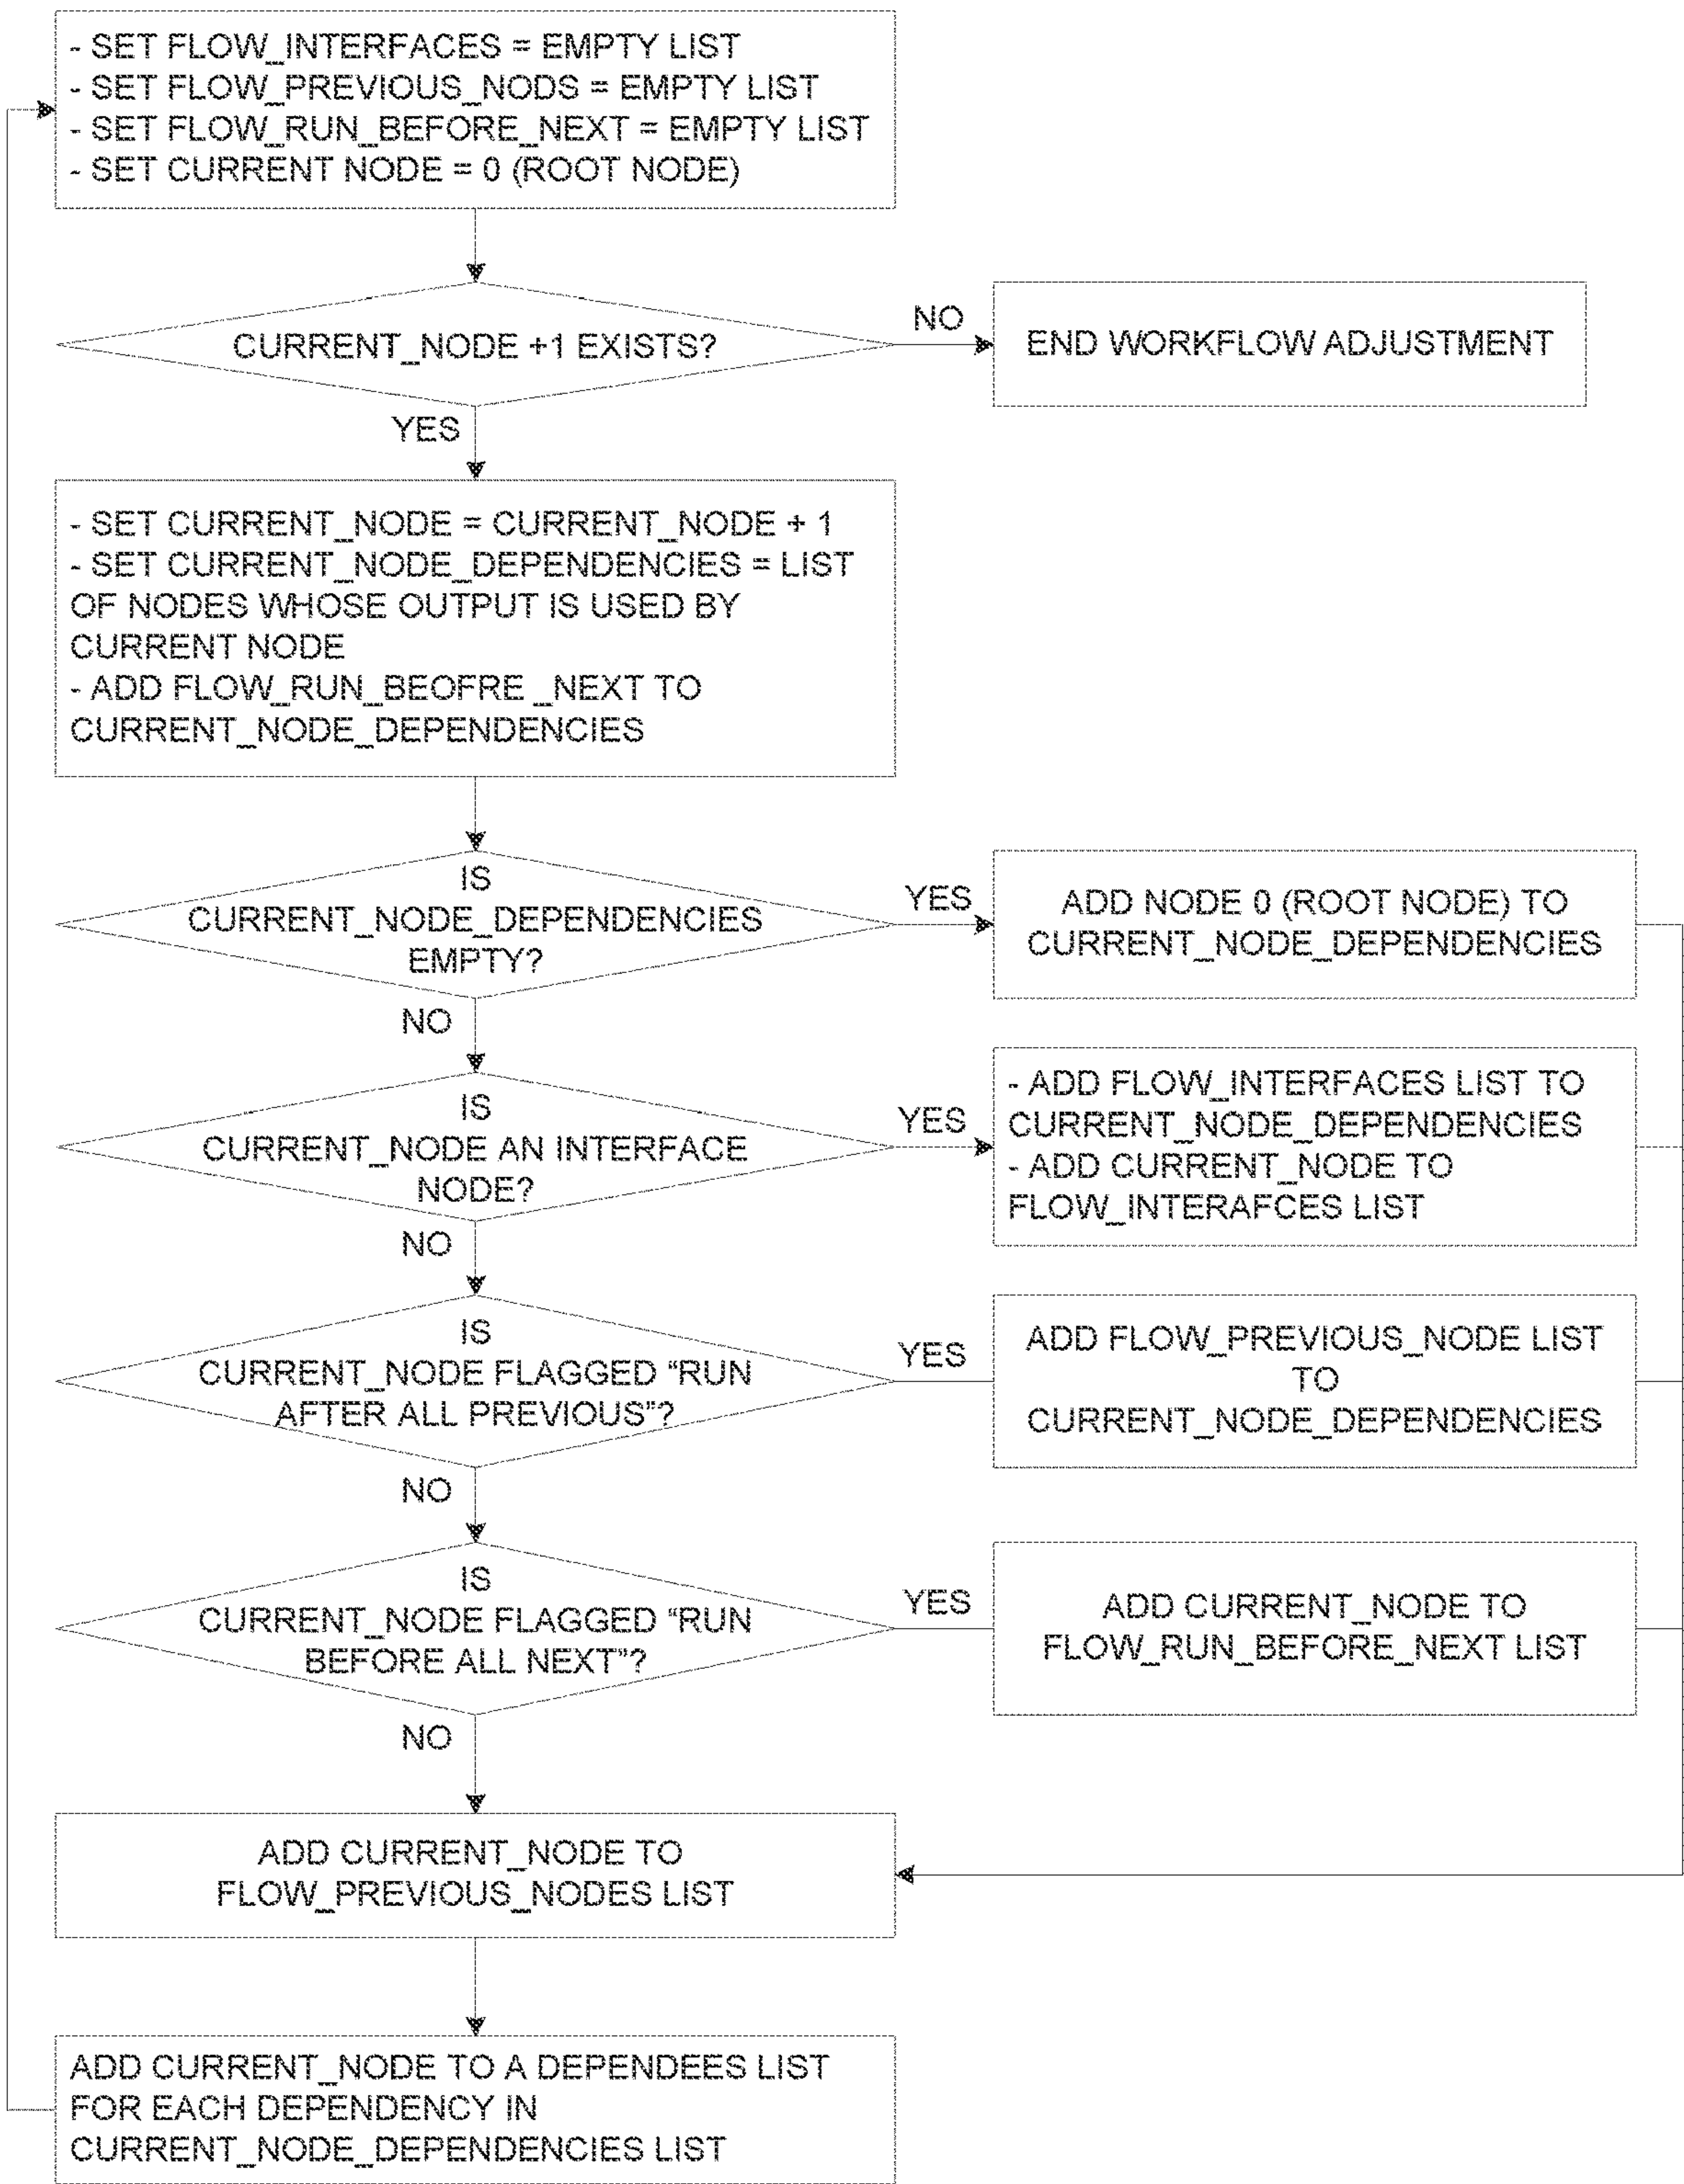 - SET FLOW_INTERFACES = EMPTY LIST
- SET FLOW_PREVIOUS_NODS = EMPTY LIST
- SET FLOW_RUN_BEFORE_NEXT = EMPTY LIST
- SET CURRENT NODE = 0 (ROOT NODE)
CURRENT_NODE +1 EXISTS?
NO
END WORKFLOW ADJUSTMENT
YES
- SET CURRENT_NODE = CURRENT_NODE + 1
- SET CURRENT_NODE_DEPENDENCIES = LIST
OF NODES WHOSE OUTPUT IS USED BY
CURRENT NODE
- ADD FLOW_RUN_BEOFRE _NEXT TO
CURRENT_NODE_DEPENDENCIES
IS
CURRENT_NODE_DEPENDENCIES
EMPTY?
YES
ADD NODE 0 (ROOT NODE) TO
CURRENT_NODE_DEPENDENCIES
NO
IS
CURRENT_NODE AN INTERFACE
NODE?
YES
- ADD FLOW_INTERFACES LIST TO
CURRENT_NODE_DEPENDENCIES
- ADD CURRENT_NODE TO
FLOW_INTERAFCES LIST
NO
IS
CURRENT_NODE FLAGGED “RUN
AFTER ALL PREVIOUS”?
YES
ADD FLOW_PREVIOUS_NODE LIST
TO
CURRENT_NODE_DEPENDENCIES
NO
IS
CURRENT_NODE FLAGGED “RUN
BEFORE ALL NEXT”?
YES
ADD CURRENT_NODE TO
FLOW_RUN_BEFORE_NEXT LIST
NO
ADD CURRENT_NODE TO
FLOW_PREVIOUS_NODES LIST
ADD CURRENT_NODE TO A DEPENDEES LIST
FOR EACH DEPENDENCY IN
CURRENT_NODE_DEPENDENCIES LIST